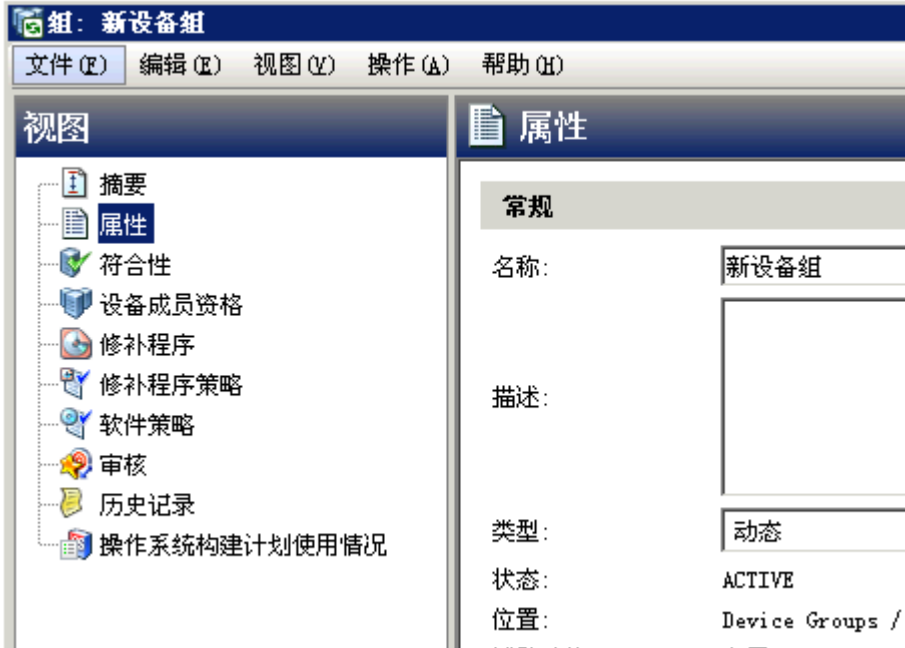 组: 新设备组
文件(F) 编辑(E) 视图(V) 操作(A) 帮助(H)
视图
摘要
属性
符合性
设备成员资格
修补程序
修补程序策略
软件策略
审核
历史记录
操作系统构建计划使用情况
属性
常规
名称: 新设备组
描述:
类型: 动态
状态: ACTIVE
位置: Device Groups /